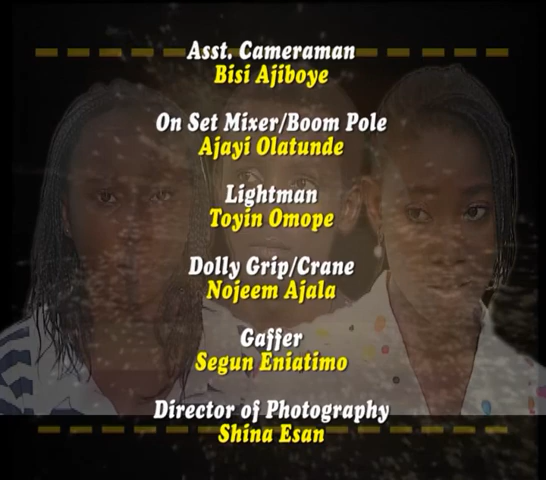 Asst. Cameraman
Bisi Ajiboye
On Set Mixer/Boom Pole
Ajayi Olatunde
Lightman
Toyin Omope
Dolly Grip/Crane
Nojeem Ajala
Gaffer
Segun Eniatimo
Director of Photography
Shina Esan